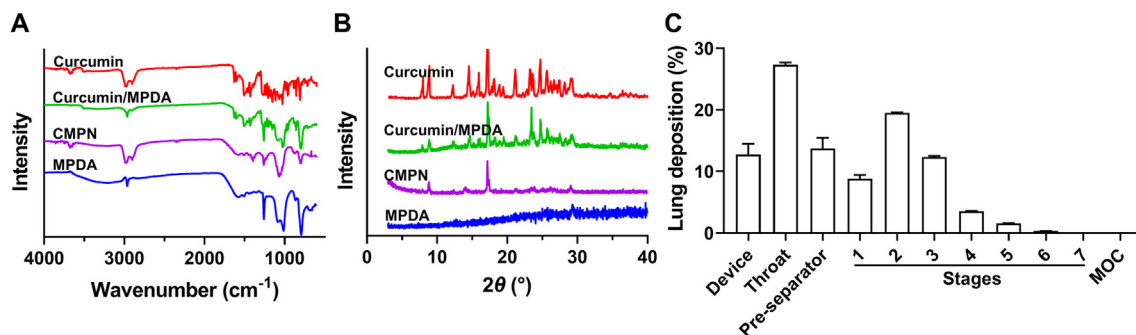 A
Curcumin
Curcumin/MPDA
CMPN
MPDA
Intensity
4000 3000 2000 1000
Wavenumber (cm⁻¹)
B
Curcumin
Curcumin/MPDA
CMPN
MPDA
Intensity
0 10 20 30 40
2θ (°)
C
Lung deposition (%)
30
20
10
0
Device Throat Pre-separator 1 2 3 4 5 6 7 MOC
Stages